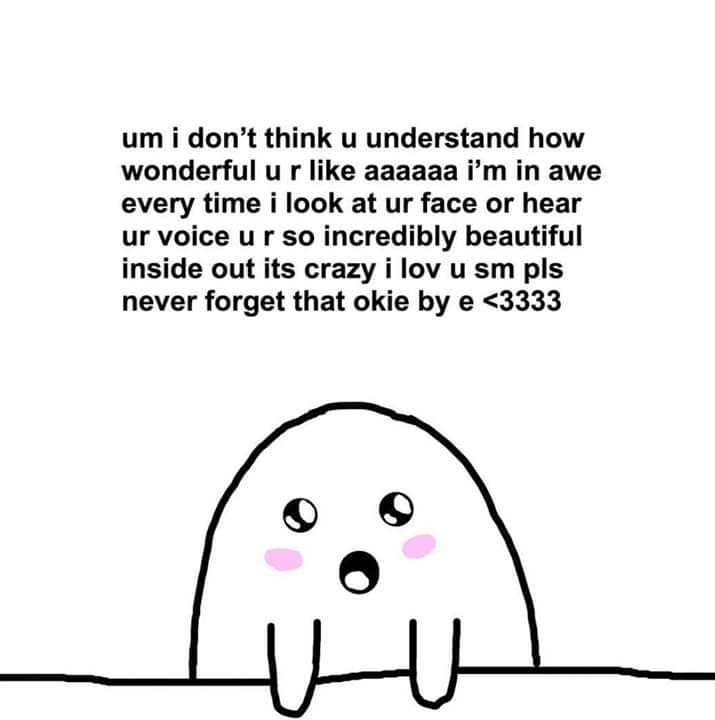 um i don’t think u understand how
wonderful u r like aaaaaa i’m in awe
every time i look at ur face or hear
ur voice u r so incredibly beautiful
inside out its crazy i lov u sm pls
never forget that okie by e <3333